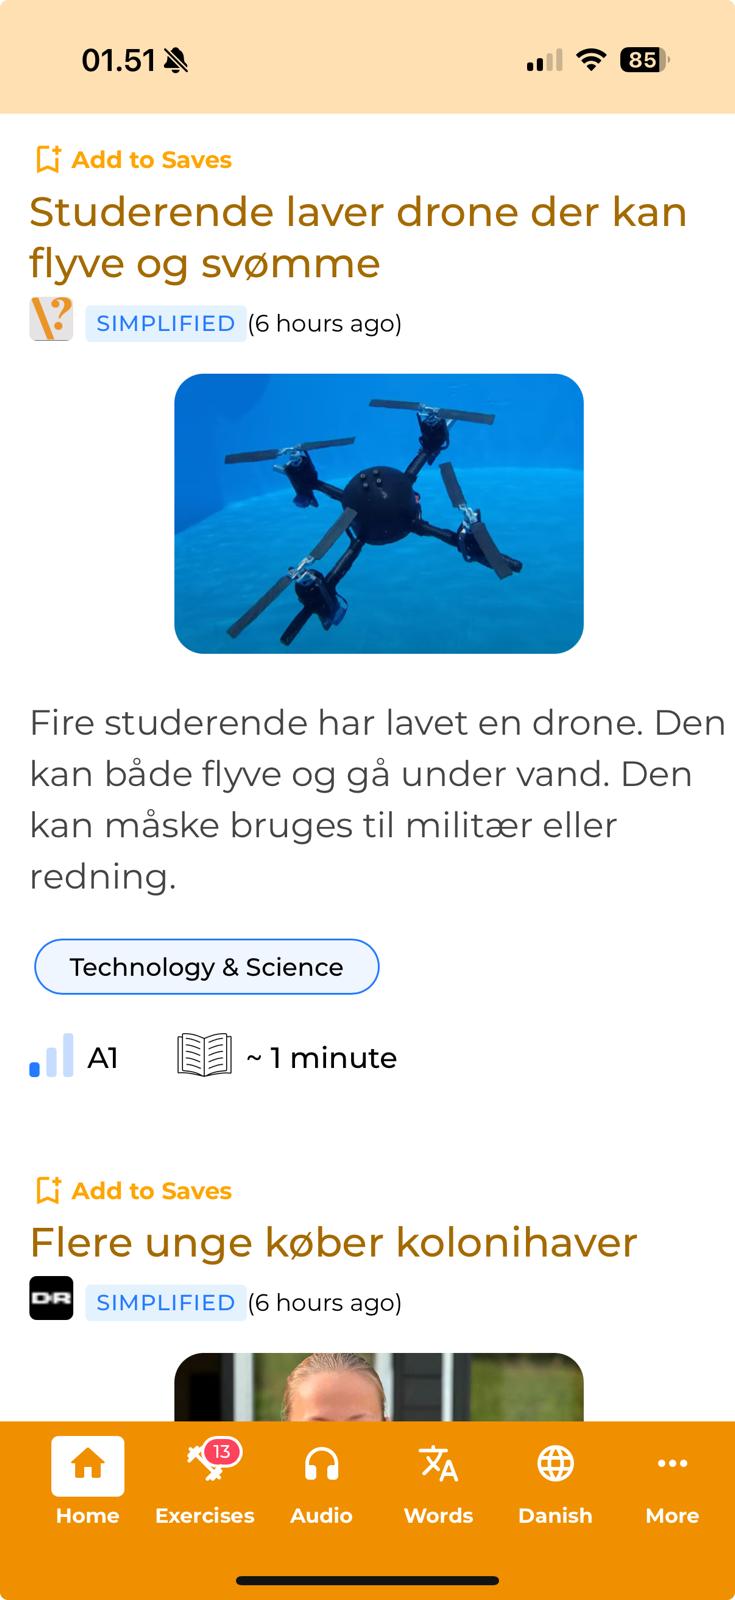 01.51
85
Add to Saves
Studerende laver drone der kan
flyve og svømme
\? SIMPLIFIED (6 hours ago)
Fire studerende har lavet en drone. Den
kan både flyve og gå under vand. Den
kan måske bruges til militær eller
redning.
Technology & Science
A1 ~ 1 minute
Add to Saves
Flere unge køber kolonihaver
DR SIMPLIFIED (6 hours ago)
13
Home Exercises Audio Words Danish More